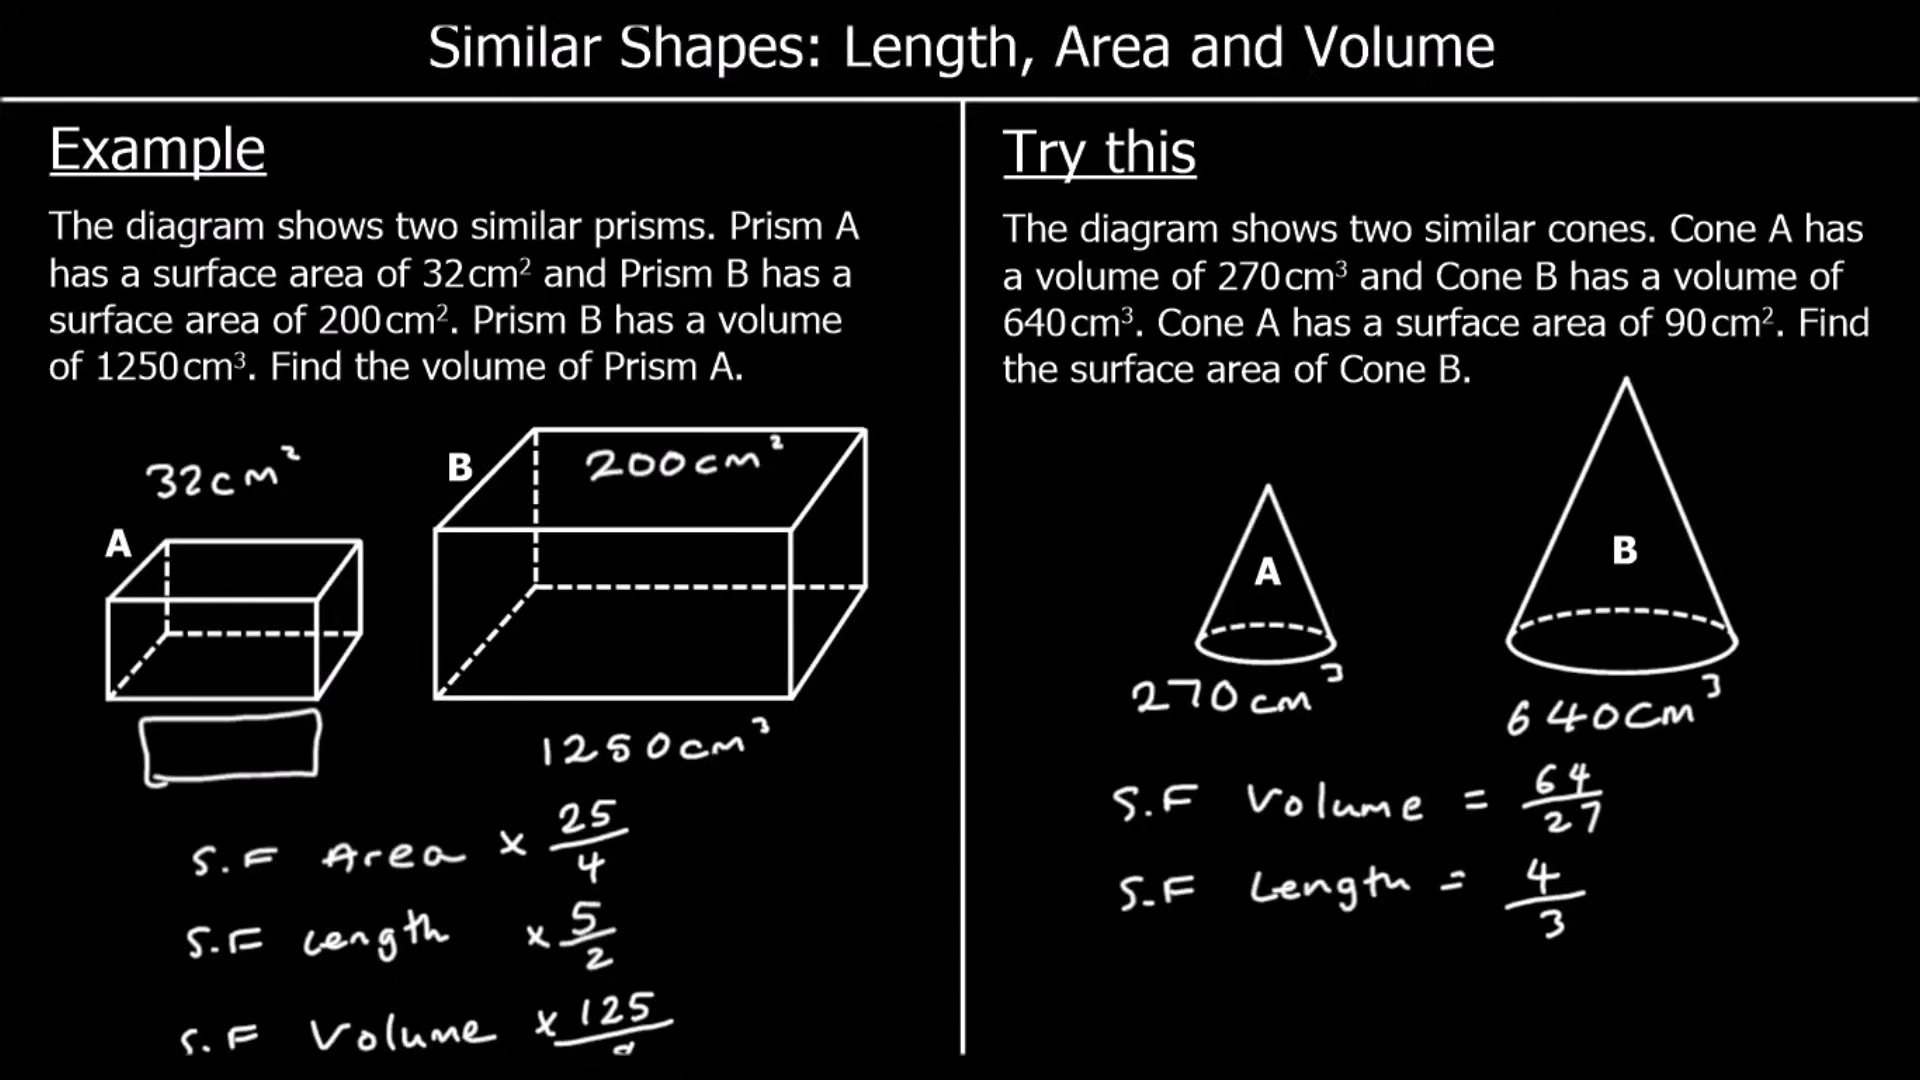 Similar Shapes: Length, Area and Volume
Example
The diagram shows two similar prisms. Prism A
has a surface area of 32cm² and Prism B has a
surface area of 200cm². Prism B has a volume
of 1250cm³. Find the volume of Prism A.
32cm²
B
200cm²
A
1250cm³
S.F Area × 25/4
S.F Length × 5/2
S.F Volume × 125/
Try this
The diagram shows two similar cones. Cone A has
a volume of 270cm³ and Cone B has a volume of
640cm³. Cone A has a surface area of 90cm². Find
the surface area of Cone B.
A
B
270cm³
640cm³
S.F Volume = 64/27
S.F Length = 4/3